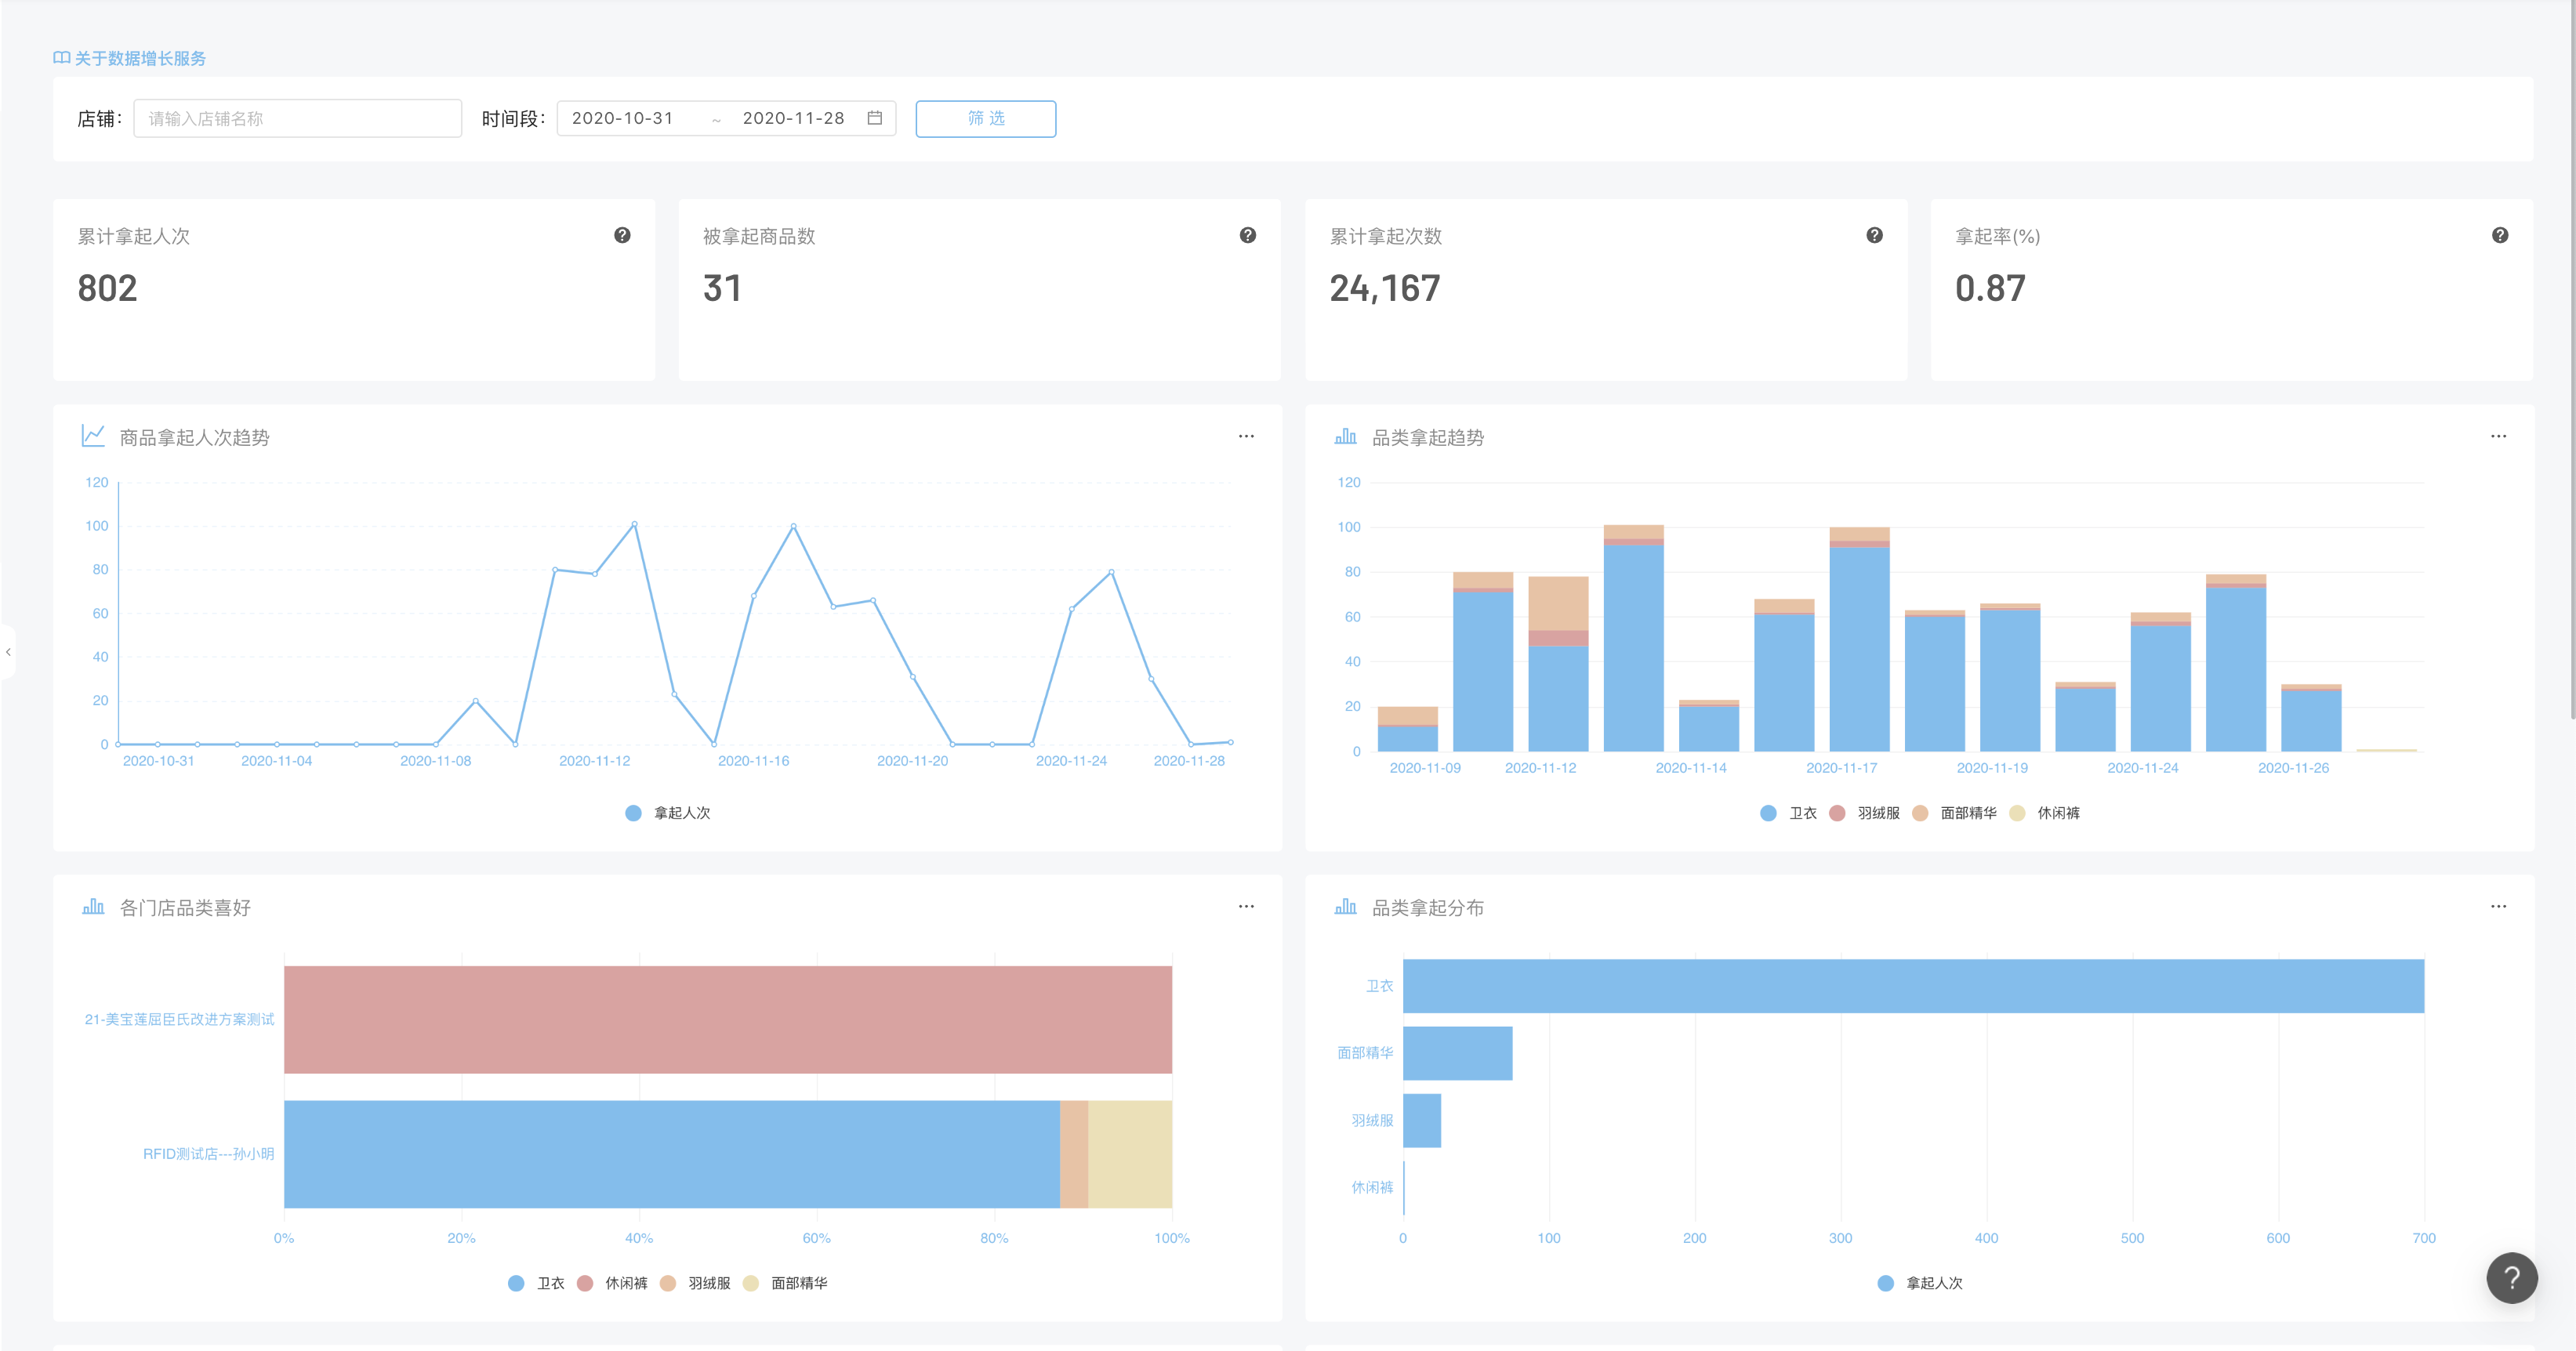 关于数据增长服务
店铺: 请输入店铺名称 时间段: 2020-10-31 ~ 2020-11-28 筛 选
累计拿起人次
802
被拿起商品数
31
累计拿起次数
24,167
拿起率(%)
0.87
商品拿起人次趋势
120
100
80
60
40
20
0
2020-10-31 2020-11-04 2020-11-08 2020-11-12 2020-11-16 2020-11-20 2020-11-24 2020-11-28
拿起人次
品类拿起趋势
120
100
80
60
40
20
0
2020-11-09 2020-11-12 2020-11-14 2020-11-17 2020-11-19 2020-11-24 2020-11-26
卫衣 羽绒服 面部精华 休闲裤
各门店品类喜好
21-美宝莲屈臣氏改进方案测试
RFID测试店---孙小明
0% 20% 40% 60% 80% 100%
卫衣 休闲裤 羽绒服 面部精华
品类拿起分布
卫衣
面部精华
羽绒服
休闲裤
0 100 200 300 400 500 600 700
拿起人次